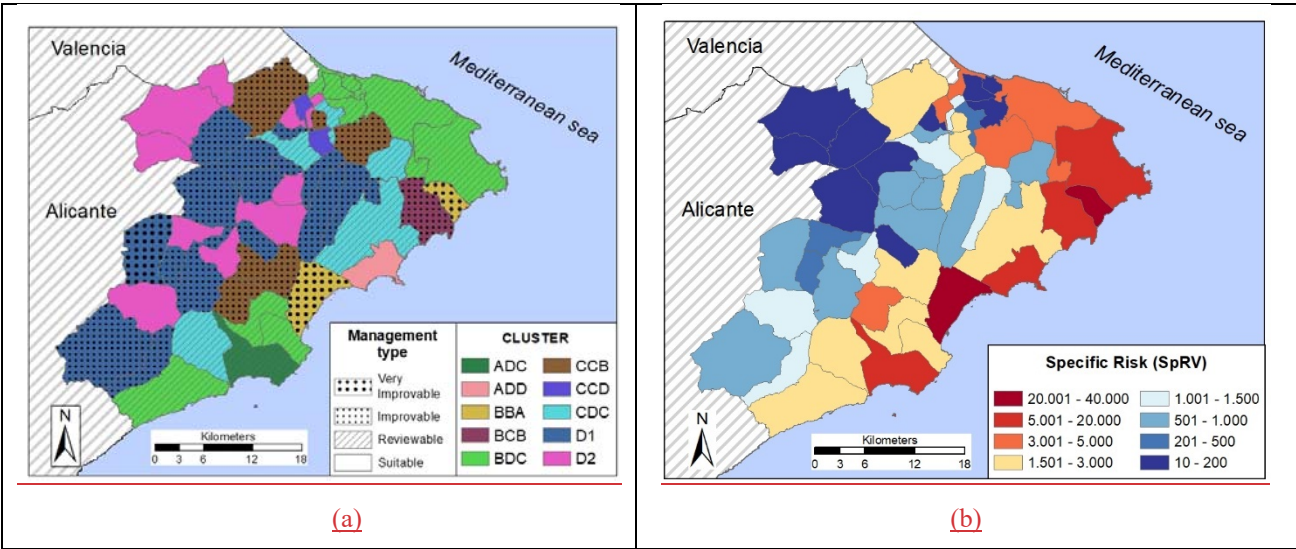 Valencia
Mediterranean sea
Alicante
Management type
Very Improvable
Improvable
Reviewable
Suitable
CLUSTER
ADC
ADD
BBA
BCB
BDC
CCB
CCD
CDC
D1
D2
N
Kilometers
0 3 6 12 18
(a)
Valencia
Mediterranean sea
Alicante
Specific Risk (SpRV)
20.001 - 40.000
5.001 - 20.000
3.001 - 5.000
1.501 - 3.000
1.001 - 1.500
501 - 1.000
201 - 500
10 - 200
N
Kilometers
0 3 6 12 18
(b)